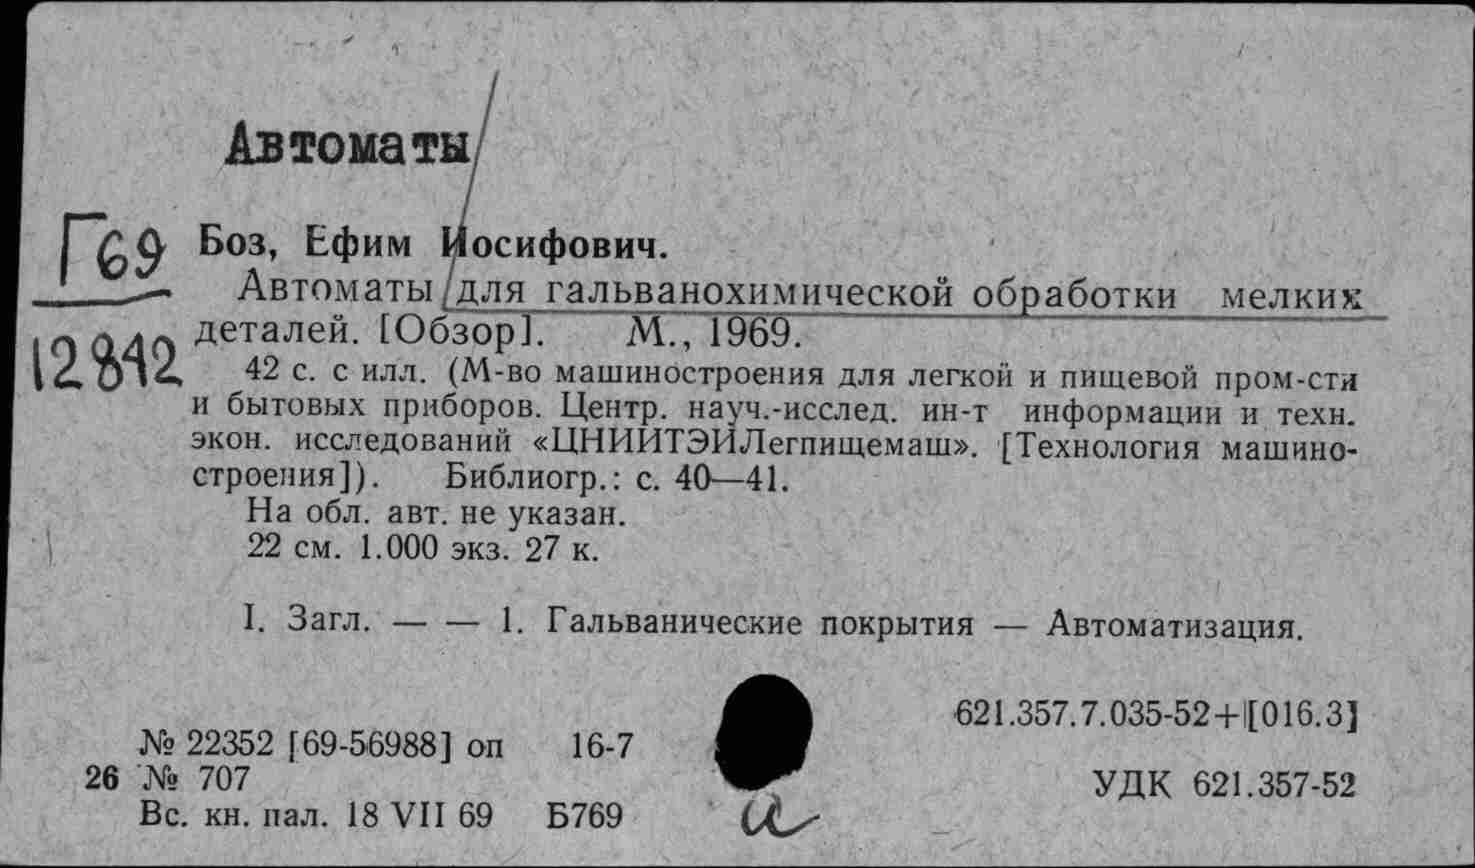 Автоматы
Г69
12842
Боз, Ефим Иосифович.
Автоматы для гальванохимической обработки мелких
деталей. [Обзор]. М., 1969.
42 с. с илл. (М-во машиностроения для легкой и пищевой пром-сти
и бытовых приборов. Центр. науч.-исслед. ин-т информации и техн.
экон. исследований «ЦНИИТЭИЛегпищемаш». [Технология машино-
строения]). Библиогр.: с. 40—41.
На обл. авт. не указан.
22 см. 1.000 экз. 27 к.
I. Загл. — — 1. Гальванические покрытия — Автоматизация.
621.357.7.035-52+[016.3]
№ 22352 [69-56988] оп 16-7
26 № 707
УДК 621.357-52
Вс. кн. пал. 18 VII 69 Б769
и